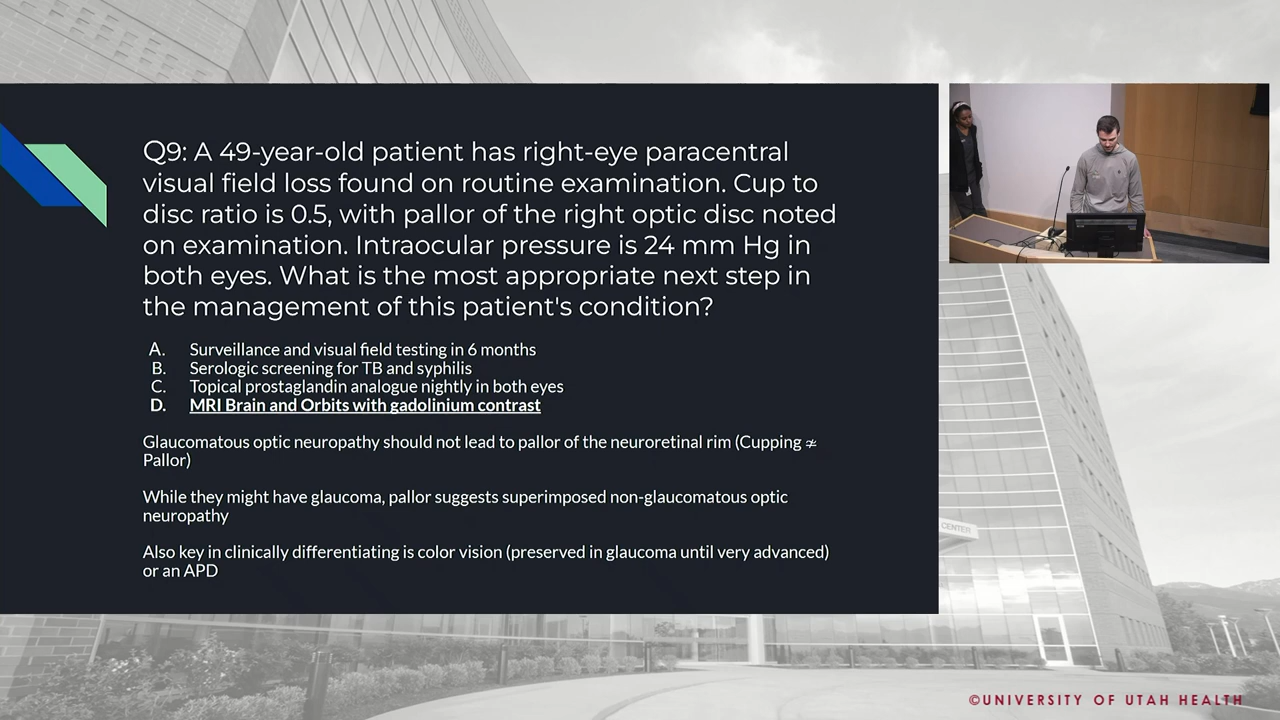 Q9: A 49-year-old patient has right-eye paracentral
visual field loss found on routine examination. Cup to
disc ratio is 0.5, with pallor of the right optic disc noted
on examination. Intraocular pressure is 24 mm Hg in
both eyes. What is the most appropriate next step in
the management of this patient's condition?
A. Surveillance and visual field testing in 6 months
B. Serologic screening for TB and syphilis
C. Topical prostaglandin analogue nightly in both eyes
D. MRI Brain and Orbits with gadolinium contrast
Glaucomatous optic neuropathy should not lead to pallor of the neuroretinal rim (Cupping ≠
Pallor)
While they might have glaucoma, pallor suggests superimposed non-glaucomatous optic
neuropathy
Also key in clinically differentiating is color vision (preserved in glaucoma until very advanced)
or an APD
CENTER
©UNIVERSITY OF UTAH HEALTH